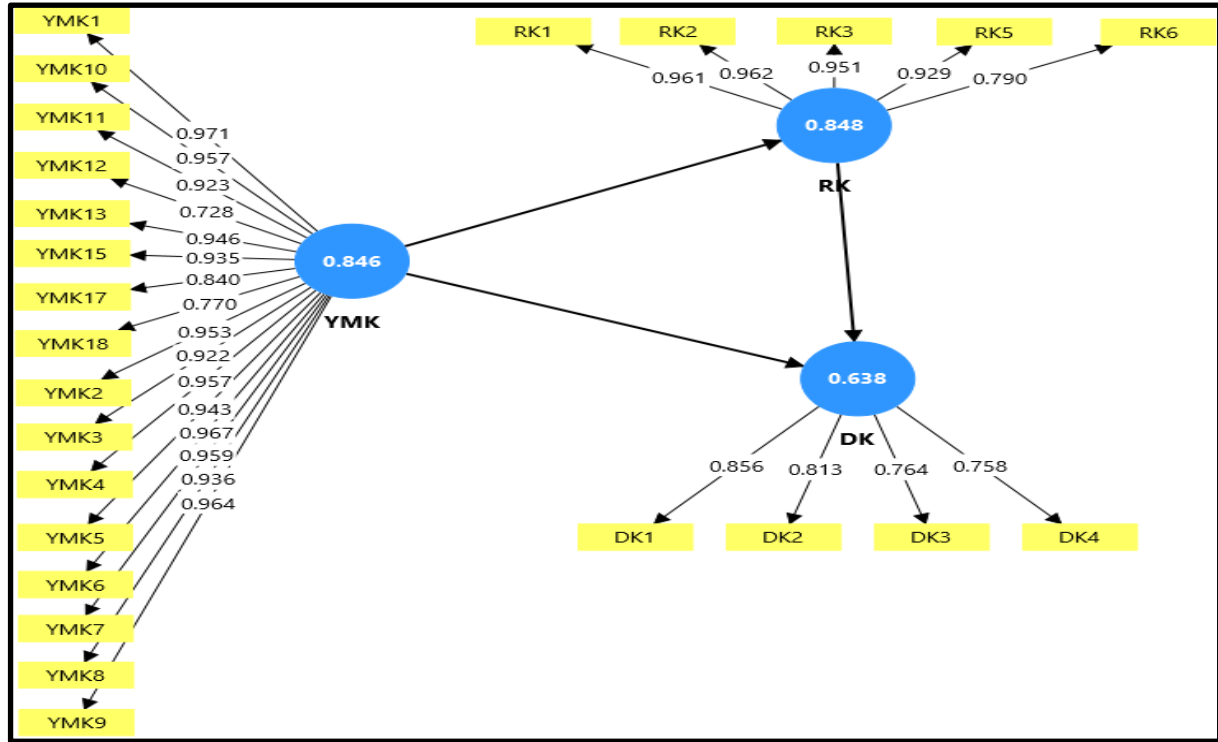 YMK1
YMK10
YMK11
YMK12
YMK13
YMK15
YMK17
YMK18
YMK2
YMK3
YMK4
YMK5
YMK6
YMK7
YMK8
YMK9
0.971
0.957
0.923
0.728
0.946
0.935
0.840
0.770
0.953
0.922
0.957
0.943
0.967
0.959
0.936
0.964
0.846
YMK
RK1 RK2 RK3 RK5 RK6
0.961 0.962 0.951 0.929 0.790
0.848
RK
0.638
DK
0.856 0.813 0.764 0.758
DK1 DK2 DK3 DK4